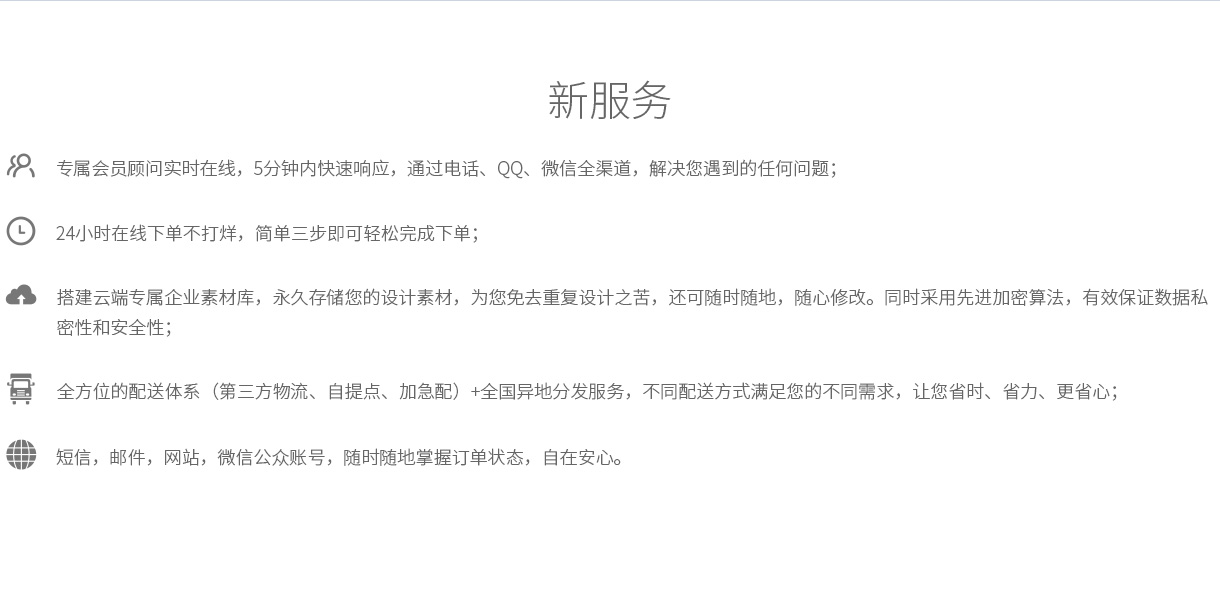 新服务
专属会员顾问实时在线，5分钟内快速响应，通过电话、QQ、微信全渠道，解决您遇到的任何问题；
24小时在线下单不打烊，简单三步即可轻松完成下单；
搭建云端专属企业素材库，永久存储您的设计素材，为您免去重复设计之苦，还可随时随地，随心修改。同时采用先进加密算法，有效保证数据私
密性和安全性；
全方位的配送体系（第三方物流、自提点、加急配）+全国异地分发服务，不同配送方式满足您的不同需求，让您省时、省力、更省心；
短信，邮件，网站，微信公众账号，随时随地掌握订单状态，自在安心。